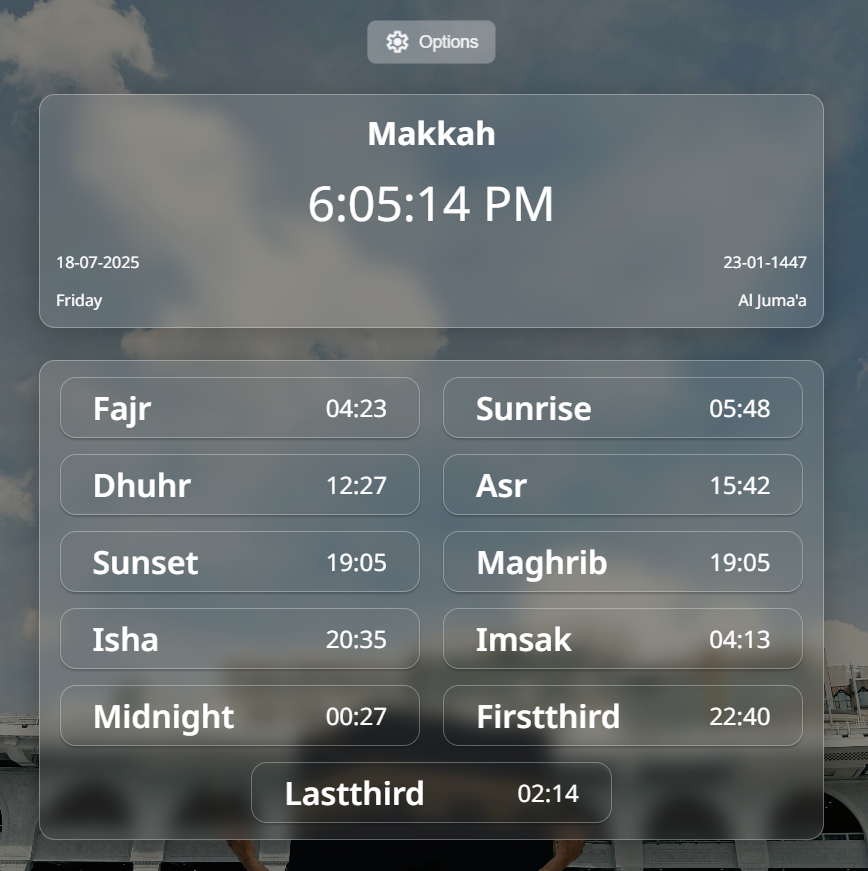 Options
Makkah
6:05:14 PM
18-07-2025 23-01-1447
Friday Al Juma'a
Fajr 04:23 Sunrise 05:48
Dhuhr 12:27 Asr 15:42
Sunset 19:05 Maghrib 19:05
Isha 20:35 Imsak 04:13
Midnight 00:27 Firstthird 22:40
Lastthird 02:14